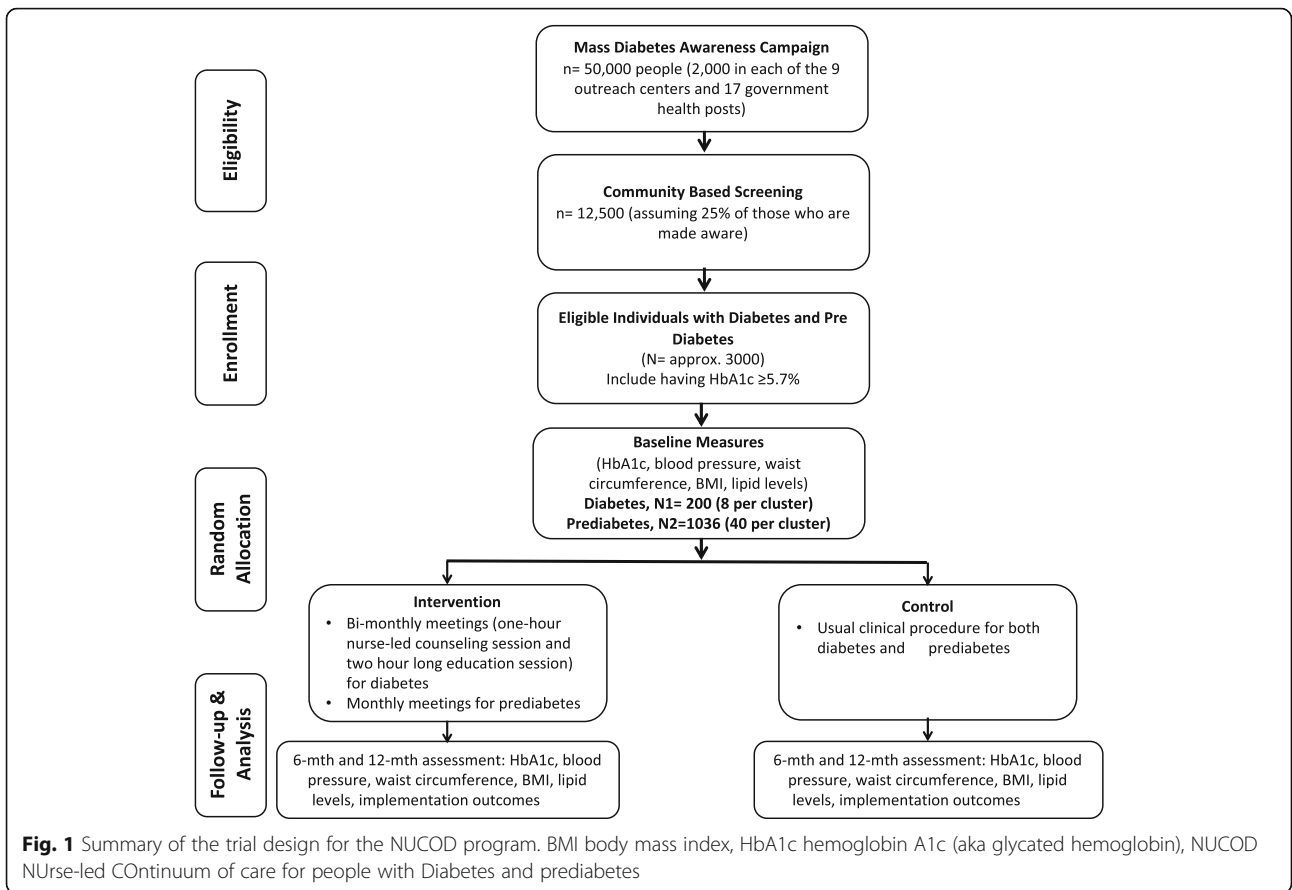 Eligibility
Mass Diabetes Awareness Campaign
n= 50,000 people (2,000 in each of the 9
outreach centers and 17 government
health posts)
Community Based Screening
n= 12,500 (assuming 25% of those who are
made aware)
Enrollment
Eligible Individuals with Diabetes and Pre
Diabetes
(N= approx. 3000)
Include having HbA1c ≥5.7%
Random
Allocation
Baseline Measures
(HbA1c, blood pressure, waist
circumference, BMI, lipid levels)
Diabetes, N1= 200 (8 per cluster)
Prediabetes, N2=1036 (40 per cluster)
Intervention
• Bi-monthly meetings (one-hour
nurse-led counseling session and
two hour long education session)
for diabetes
• Monthly meetings for prediabetes
Control
• Usual clinical procedure for both
diabetes and prediabetes
Follow-up &
Analysis
6-mth and 12-mth assessment: HbA1c, blood
pressure, waist circumference, BMI, lipid
levels, implementation outcomes
6-mth and 12-mth assessment: HbA1c, blood
pressure, waist circumference, BMI, lipid
levels, implementation outcomes
Fig. 1 Summary of the trial design for the NUCOD program. BMI body mass index, HbA1c hemoglobin A1c (aka glycated hemoglobin), NUCOD
NUrse-led COntinuum of care for people with Diabetes and prediabetes